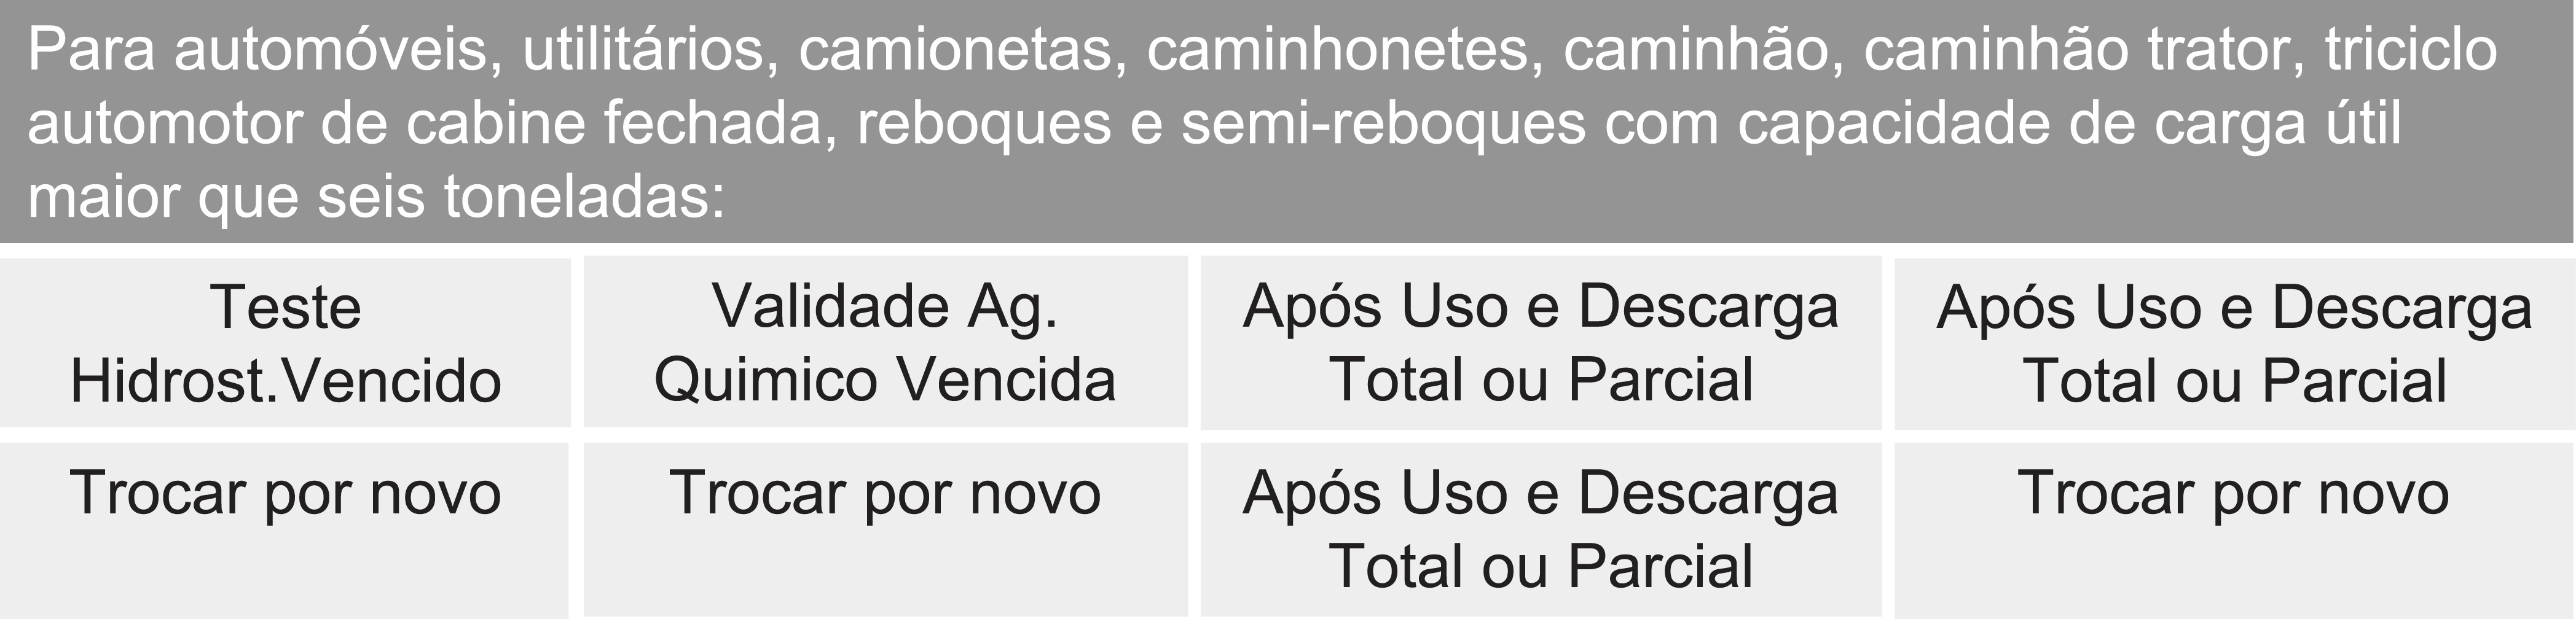 Para automóveis, utilitários, camionetas, caminhonetes, caminhão, caminhão trator, triciclo
automotor de cabine fechada, reboques e semi-reboques com capacidade de carga útil
maior que seis toneladas:
Teste
Hidrost.Vencido
Validade Ag.
Quimico Vencida
Após Uso e Descarga
Total ou Parcial
Após Uso e Descarga
Total ou Parcial
Trocar por novo
Trocar por novo
Após Uso e Descarga
Total ou Parcial
Trocar por novo